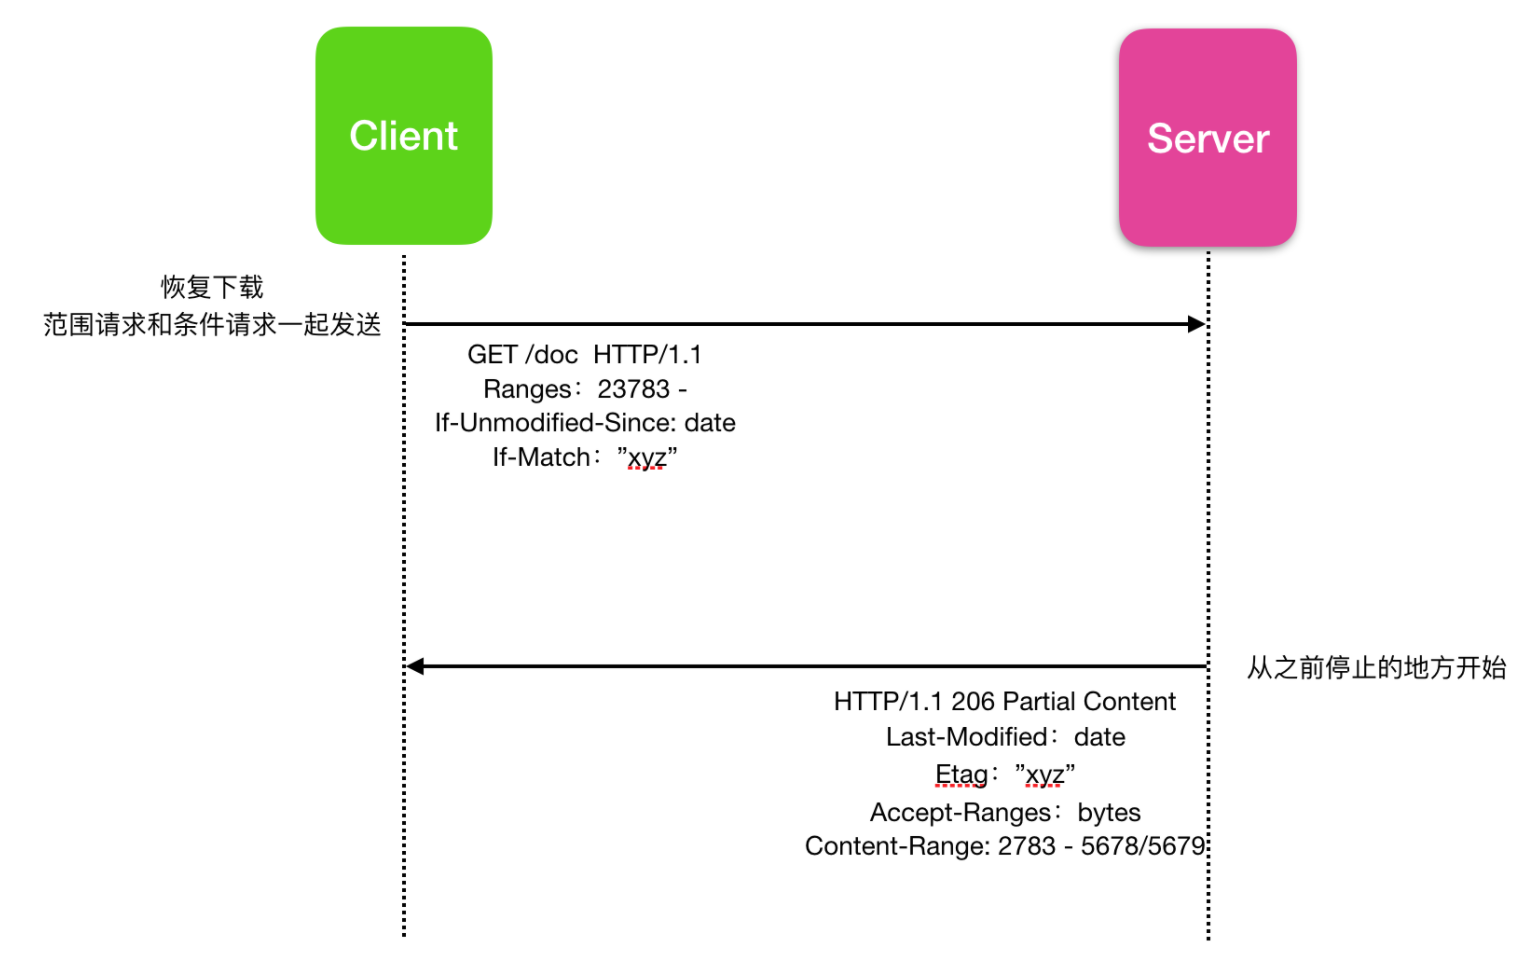 Client
Server
恢复下载
范围请求和条件请求一起发送
GET /doc  HTTP/1.1
Ranges：23783 -
If-Unmodified-Since: date
If-Match：”xyz”
从之前停止的地方开始
HTTP/1.1 206 Partial Content
Last-Modified：date
Etag：”xyz”
Accept-Ranges：bytes
Content-Range: 2783 - 5678/5679